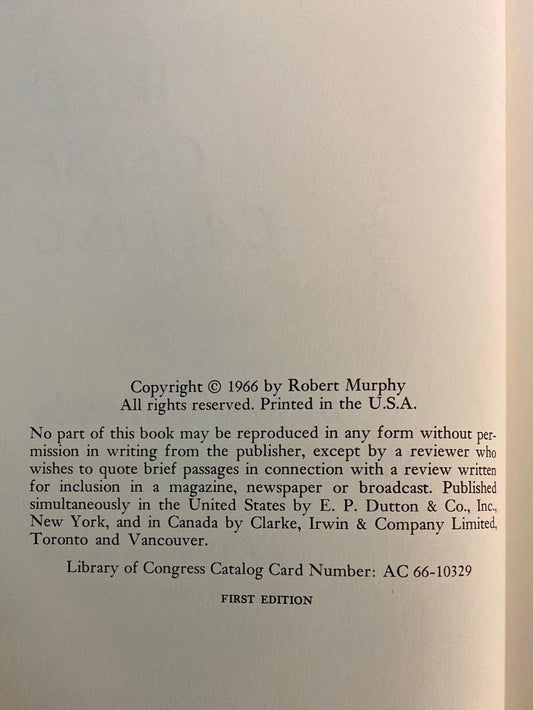 Copyright © 1966 by Robert Murphy
All rights reserved. Printed in the U.S.A.
No part of this book may be reproduced in any form without per-
mission in writing from the publisher, except by a reviewer who
wishes to quote brief passages in connection with a review written
for inclusion in a magazine, newspaper or broadcast. Published
simultaneously in the United States by E. P. Dutton & Co., Inc.,
New York, and in Canada by Clarke, Irwin & Company Limited,
Toronto and Vancouver.
Library of Congress Catalog Card Number: AC 66-10329
FIRST EDITION